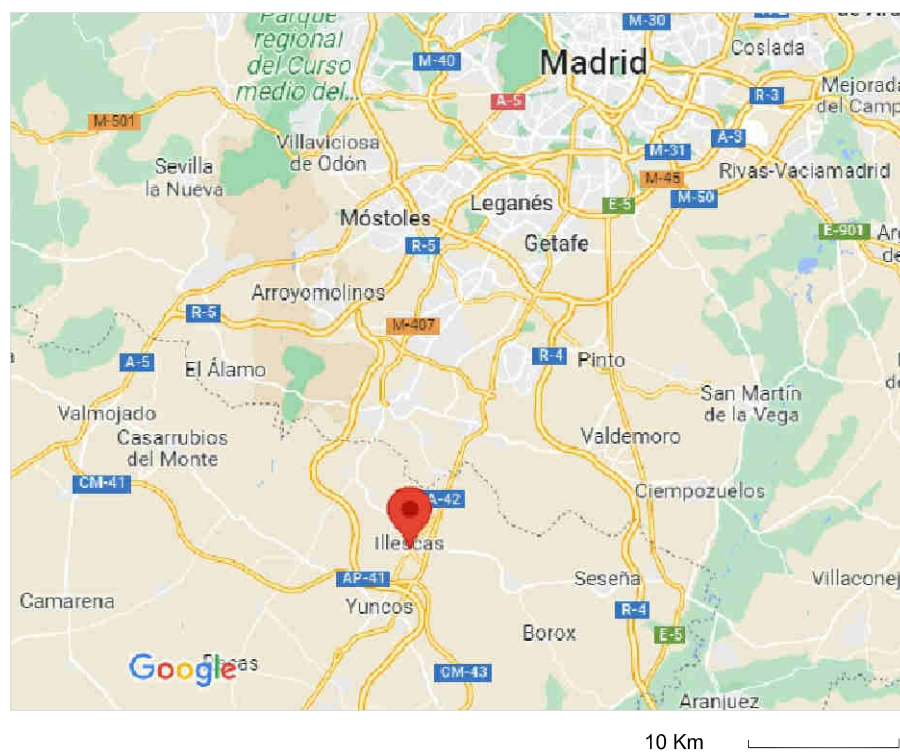 Parque
regional
del Curso
medio del...
M-30
M-40
Madrid
Coslada
A-5
R-3
Mejorada
del Camp
M-501
Villaviciosa
de Odón
A-3
M-31
Sevilla
la Nueva
Rivas-Vaciamadrid
M-45
M-50
Leganés
E-5
Móstoles
R-5
Getafe
E-901
Arroyomolinos
R-5
M-407
A-5
El Álamo
R-4
Pinto
San Martín
de la Vega
Valmojado
Casarrubios
del Monte
Valdemoro
CM-41
A-42
Ciempozuelos
Illescas
AP-41
Seseña
Villaconej
Camarena
Yuncos
R-4
Borox
E-5
Google
CM-43
Aranjuez
10 Km